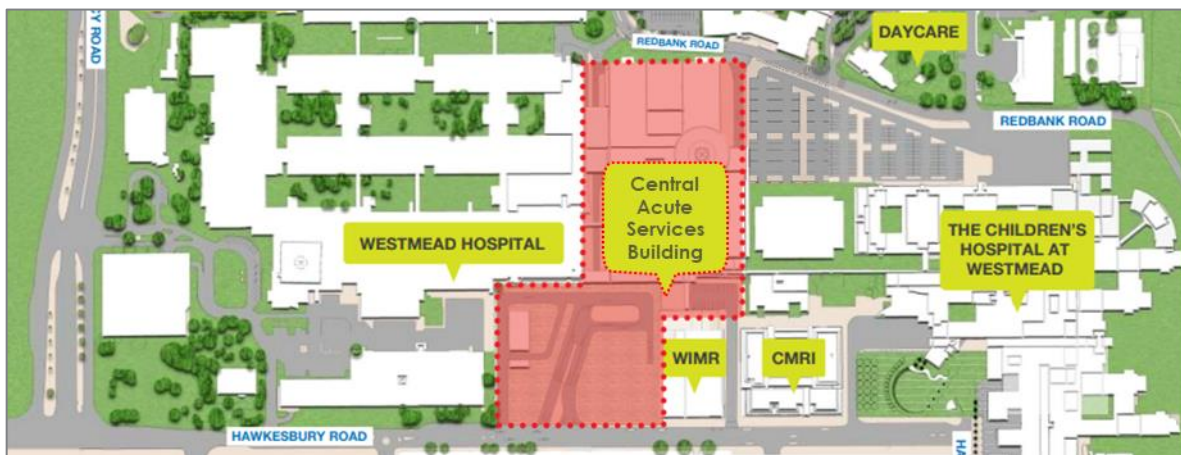 REDBANK ROAD
DAYCARE
REDBANK ROAD
Central
Acute
Services
Building
WESTMEAD HOSPITAL
THE CHILDREN'S
HOSPITAL AT
WESTMEAD
WIMR
CMRI
HAWKESBURY ROAD